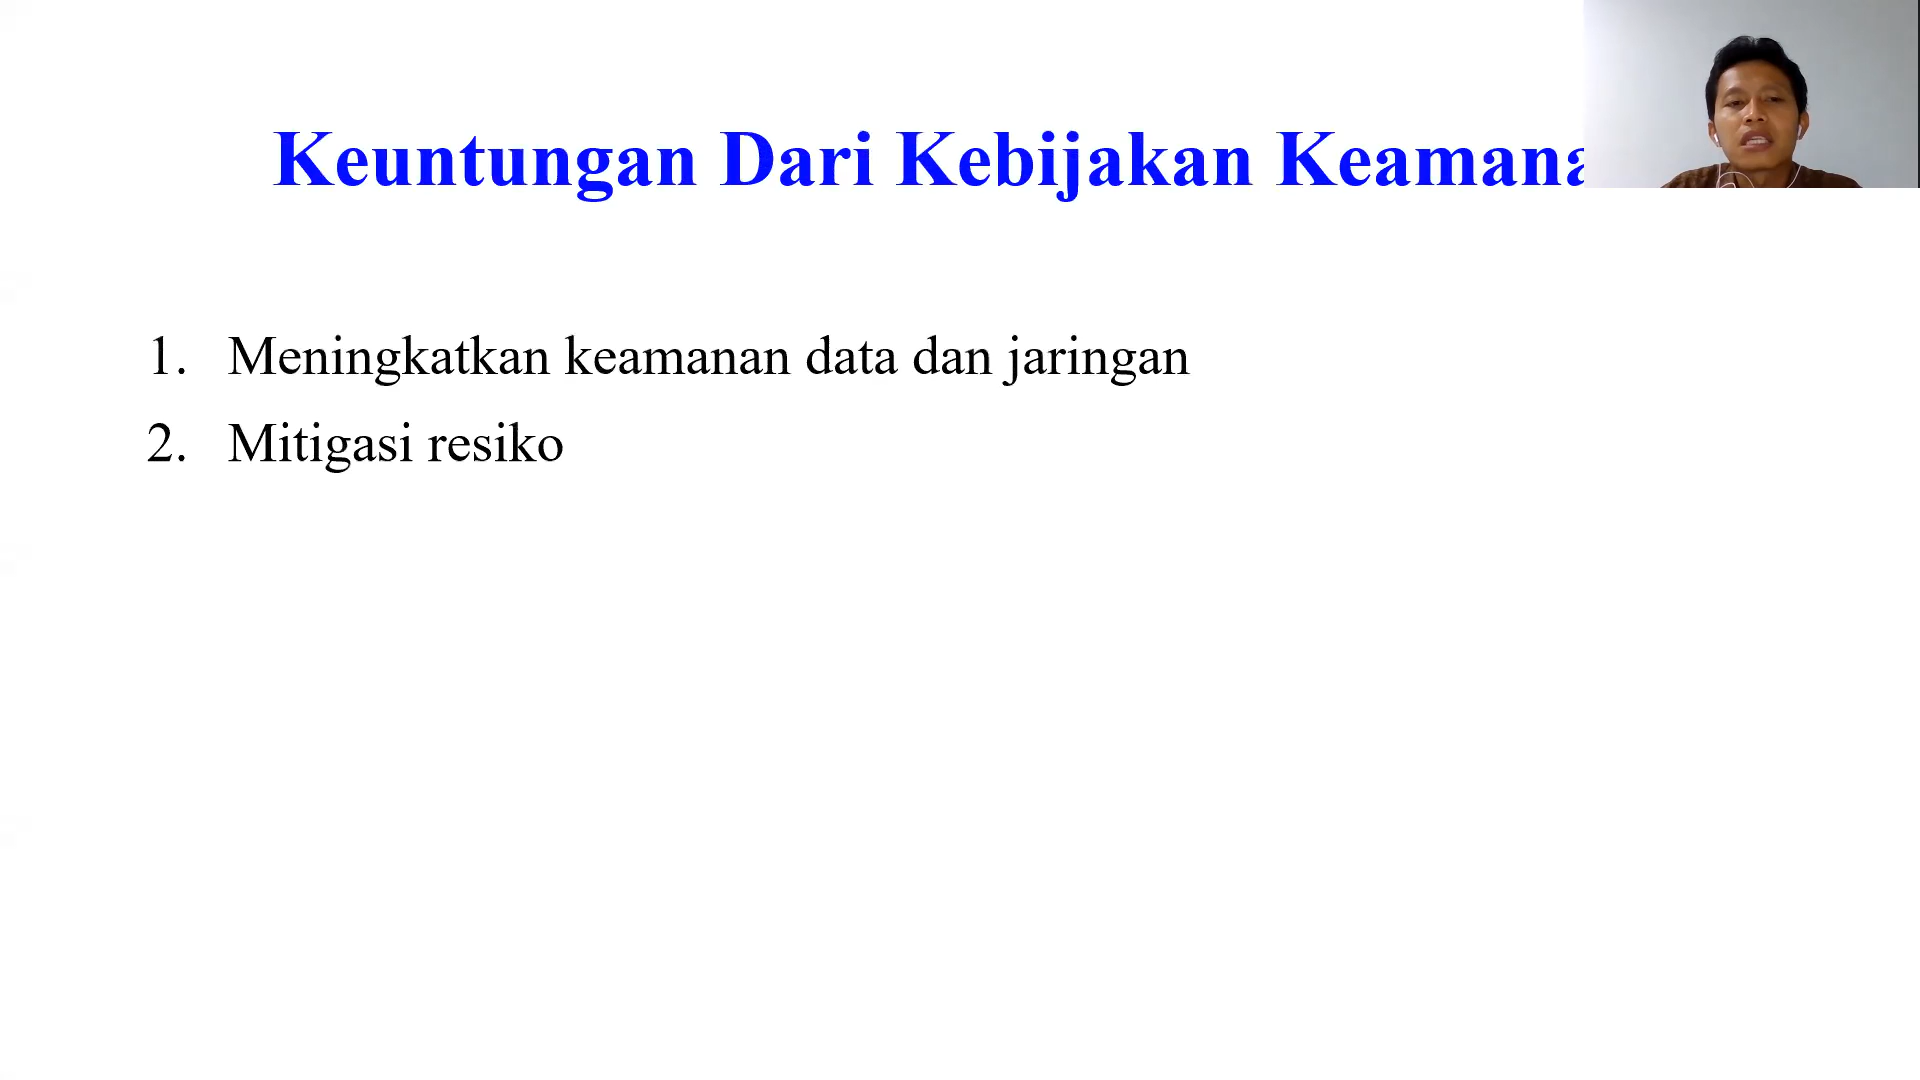 Keuntungan Dari Kebijakan Keamana
1. Meningkatkan keamanan data dan jaringan
2. Mitigasi resiko